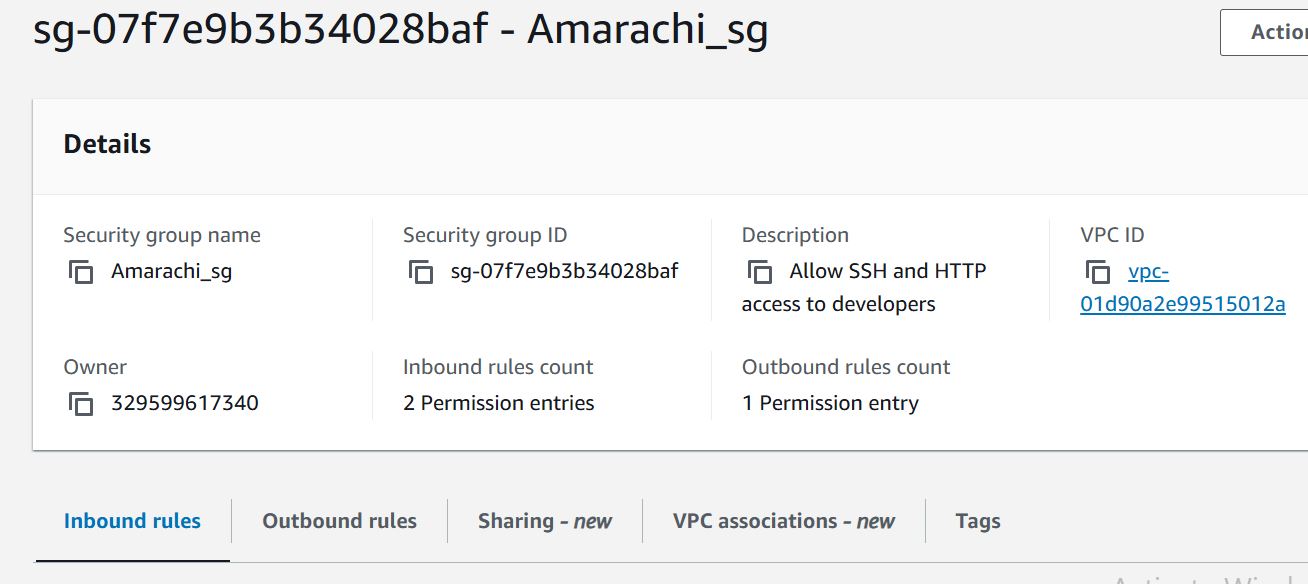 sg-07f7e9b3b34028baf - Amarachi_sg
Details
Security group name
Amarachi_sg
Security group ID
sg-07f7e9b3b34028baf
Description
Allow SSH and HTTP
access to developers
VPC ID
vpc-
01d90a2e99515012a
Owner
329599617340
Inbound rules count
2 Permission entries
Outbound rules count
1 Permission entry
Inbound rules
Outbound rules
Sharing - new
VPC associations - new
Tags